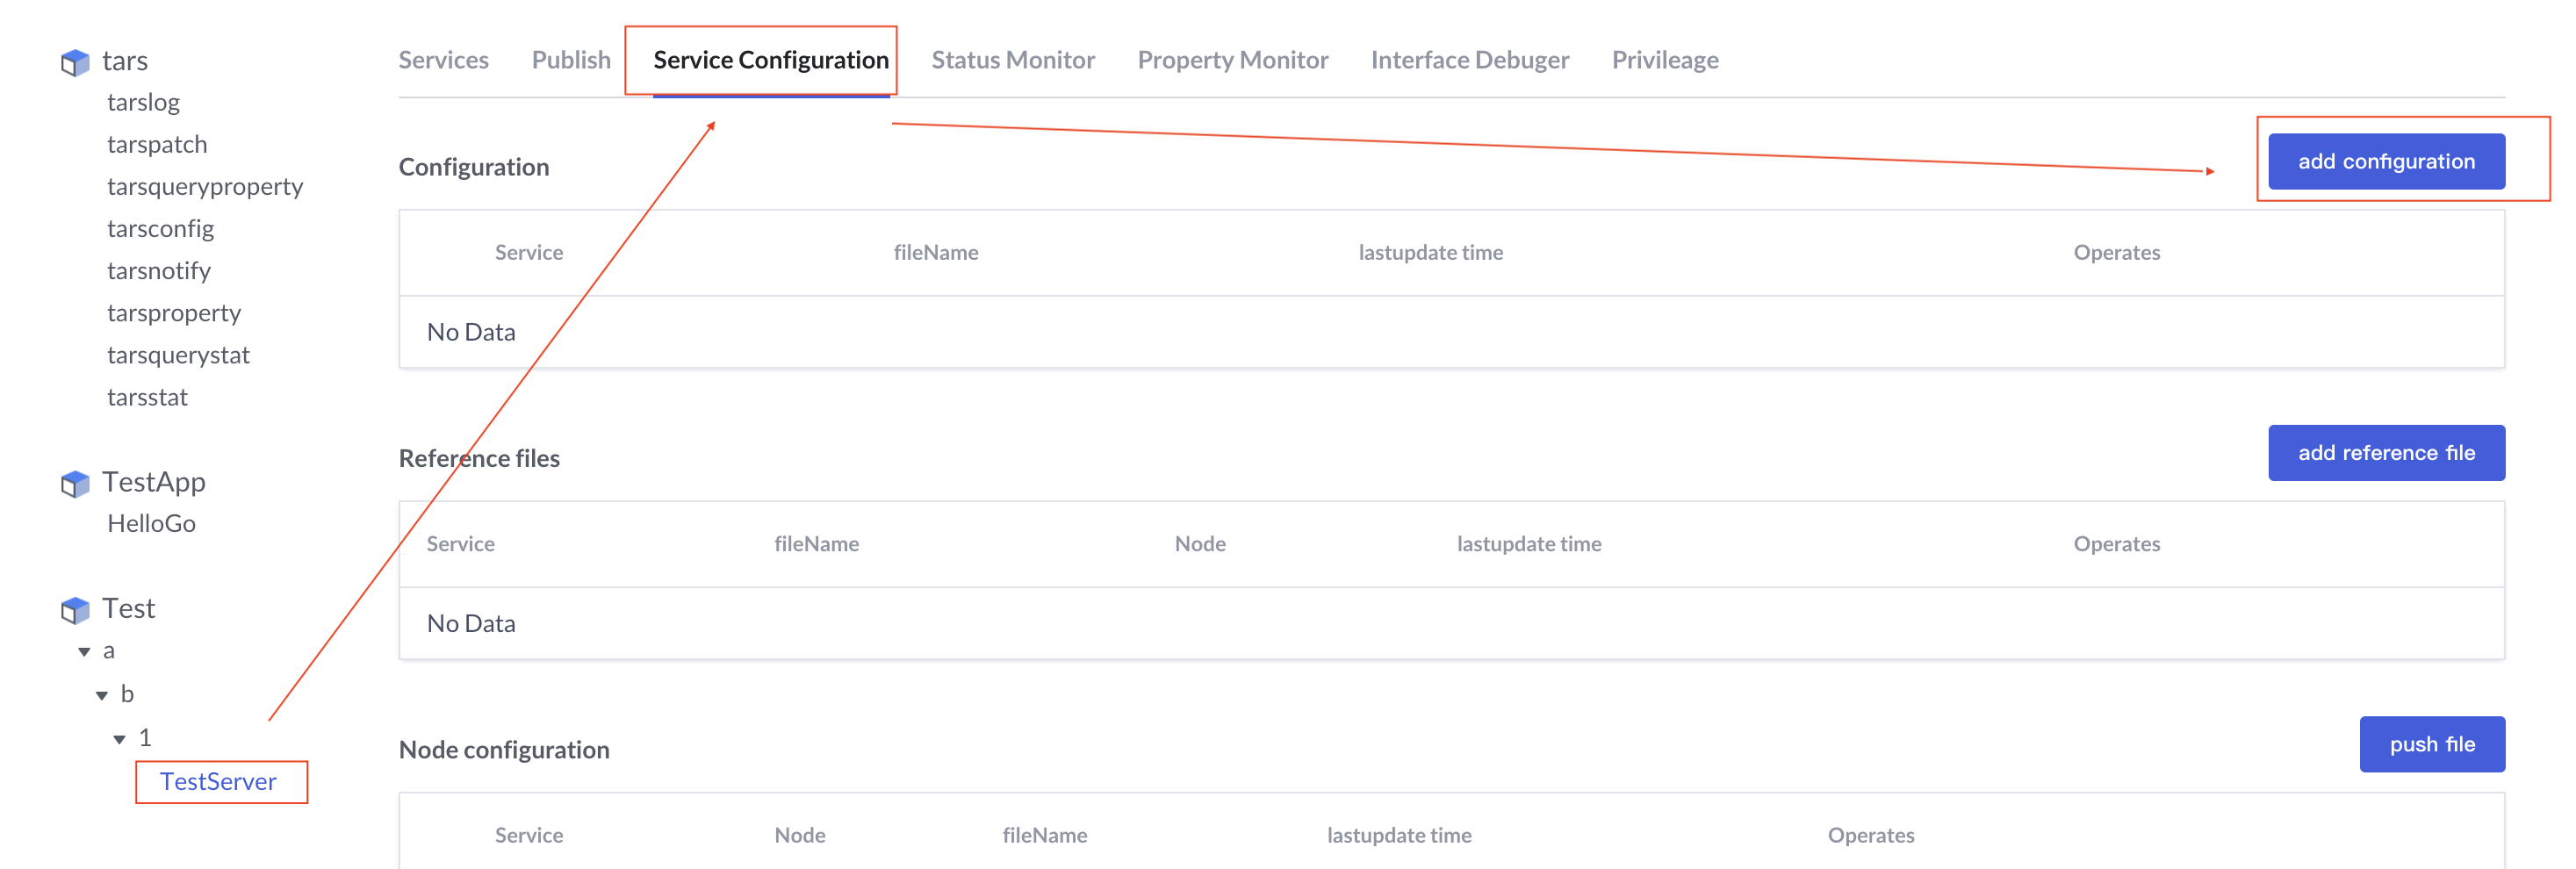 tars
tarslog
tarspatch
tarsqueryproperty
tarsconfig
tarsnotify
tarsproperty
tarsquerystat
tarsstat
TestApp
HelloGo
Test
a
b
1
TestServer
Services Publish Service Configuration Status Monitor Property Monitor Interface Debuger Privileage
Configuration
add configuration
Service fileName lastupdate time Operates
No Data
Reference files
add reference file
Service fileName Node lastupdate time Operates
No Data
Node configuration
push file
Service Node fileName lastupdate time Operates